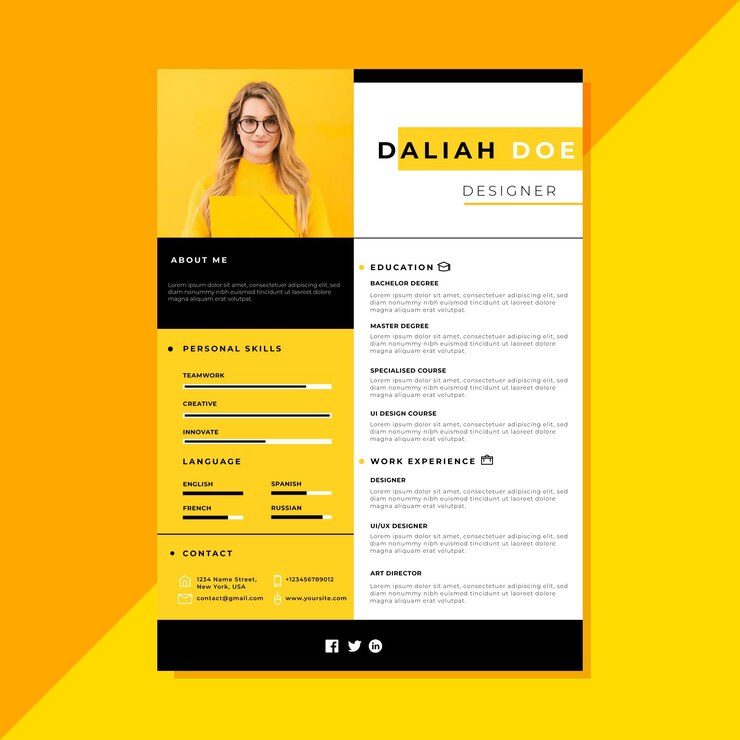 DALIAH DOE
DESIGNER
ABOUT ME
Lorem ipsum dolor sit amet, consectetuer adipiscing elit, sed
diam nonummy nibh euismod tincidunt ut laoreet dolore
magna aliquam erat volutpat.
PERSONAL SKILLS
TEAMWORK
CREATIVE
INNOVATE
LANGUAGE
ENGLISH
SPANISH
FRENCH
RUSSIAN
CONTACT
1234 Name Street,
New York, USA
+123456789012
contact@gmail.com
www.yoursite.com
EDUCATION
BACHELOR DEGREE
Lorem ipsum dolor sit amet, consectetuer adipiscing elit, sed
diam nonummy nibh euismod tincidunt ut laoreet dolore
magna aliquam erat volutpat.
MASTER DEGREE
Lorem ipsum dolor sit amet, consectetuer adipiscing elit, sed
diam nonummy nibh euismod tincidunt ut laoreet dolore
magna aliquam erat volutpat.
SPECIALISED COURSE
Lorem ipsum dolor sit amet, consectetuer adipiscing elit, sed
diam nonummy nibh euismod tincidunt ut laoreet dolore
magna aliquam erat volutpat.
UI DESIGN COURSE
Lorem ipsum dolor sit amet, consectetuer adipiscing elit, sed
diam nonummy nibh euismod tincidunt ut laoreet dolore
magna aliquam erat volutpat.
WORK EXPERIENCE
DESIGNER
Lorem ipsum dolor sit amet, consectetuer adipiscing elit, sed
diam nonummy nibh euismod tincidunt ut laoreet dolore
magna aliquam erat volutpat.
UI/UX DESIGNER
Lorem ipsum dolor sit amet, consectetuer adipiscing elit, sed
diam nonummy nibh euismod tincidunt ut laoreet dolore
magna aliquam erat volutpat.
ART DIRECTOR
Lorem ipsum dolor sit amet, consectetuer adipiscing elit, sed
diam nonummy nibh euismod tincidunt ut laoreet dolore
magna aliquam erat volutpat.